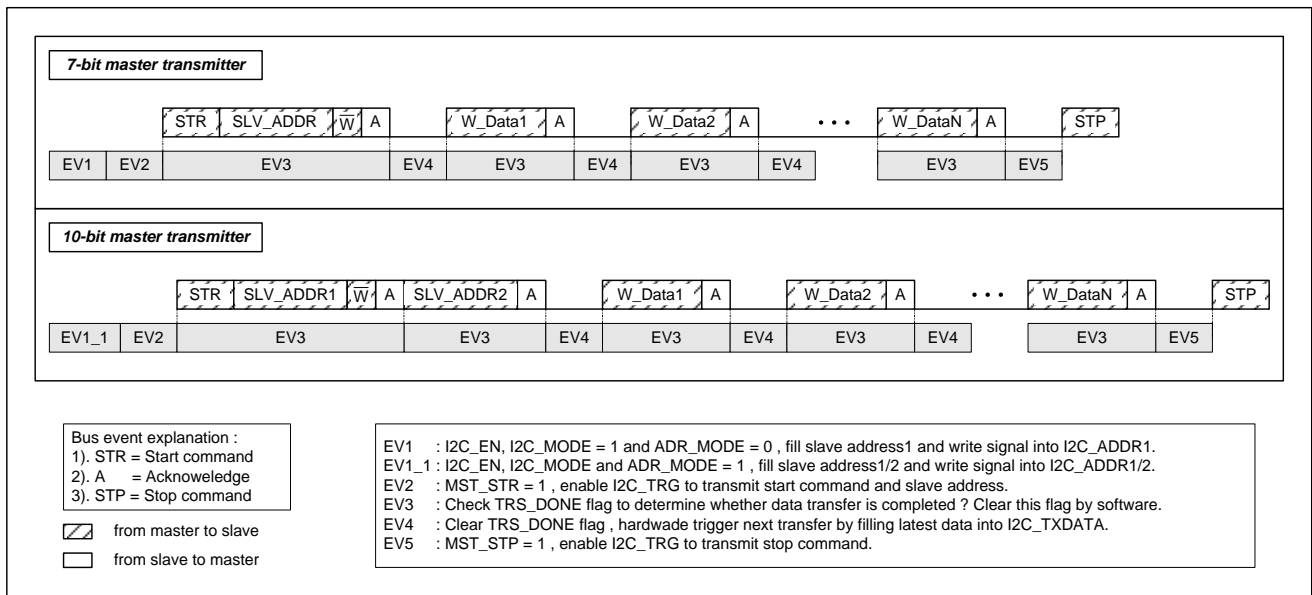 7-bit master transmitter
STR SLV_ADDR W̅ A W_Data1 A W_Data2 A • • • W_DataN A STP
EV1 EV2 EV3 EV4 EV3 EV4 EV3 EV4 EV3 EV5
10-bit master transmitter
STR SLV_ADDR1 W̅ A SLV_ADDR2 A W_Data1 A W_Data2 A • • • W_DataN A STP
EV1_1 EV2 EV3 EV3 EV4 EV3 EV4 EV3 EV4 EV3 EV5
Bus event explanation :
1). STR = Start command
2). A = Acknoweledge
3). STP = Stop command
from master to slave
from slave to master
EV1 : I2C_EN, I2C_MODE = 1 and ADR_MODE = 0 , fill slave address1 and write signal into I2C_ADDR1.
EV1_1 : I2C_EN, I2C_MODE and ADR_MODE = 1 , fill slave address1/2 and write signal into I2C_ADDR1/2.
EV2 : MST_STR = 1 , enable I2C_TRG to transmit start command and slave address.
EV3 : Check TRS_DONE flag to determine whether data transfer is completed ? Clear this flag by software.
EV4 : Clear TRS_DONE flag , hardwade trigger next transfer by filling latest data into I2C_TXDATA.
EV5 : MST_STP = 1 , enable I2C_TRG to transmit stop command.